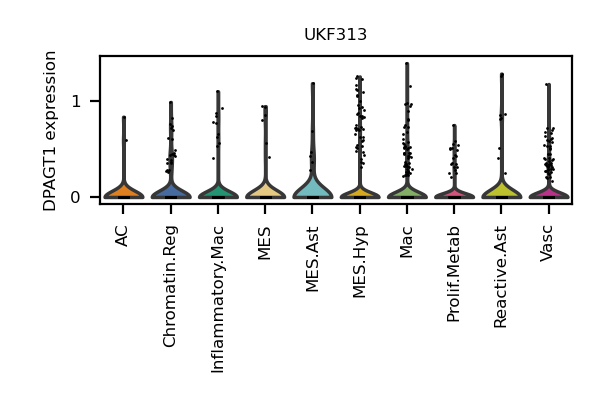 UKF313
DPAGT1 expression
1
0
AC
Chromatin.Reg
Inflammatory.Mac
MES
MES.Ast
MES.Hyp
Mac
Prolif.Metab
Reactive.Ast
Vasc